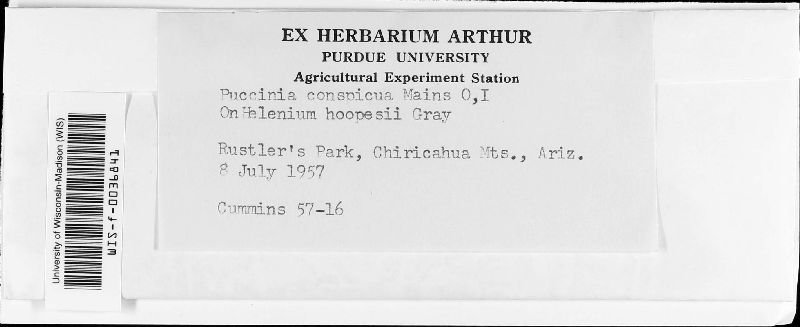 EX HERBARIUM ARTHUR
PURDUE UNIVERSITY
Agricultural Experiment Station
Puccinia conspicua Mains O,I
On Helenium hoopesii Gray
Rustler's Park, Chiricahua Mts., Ariz.
8 July 1957
Cummins 57-16
University of Wisconsin-Madison (WIS)
WIS-f-0036941